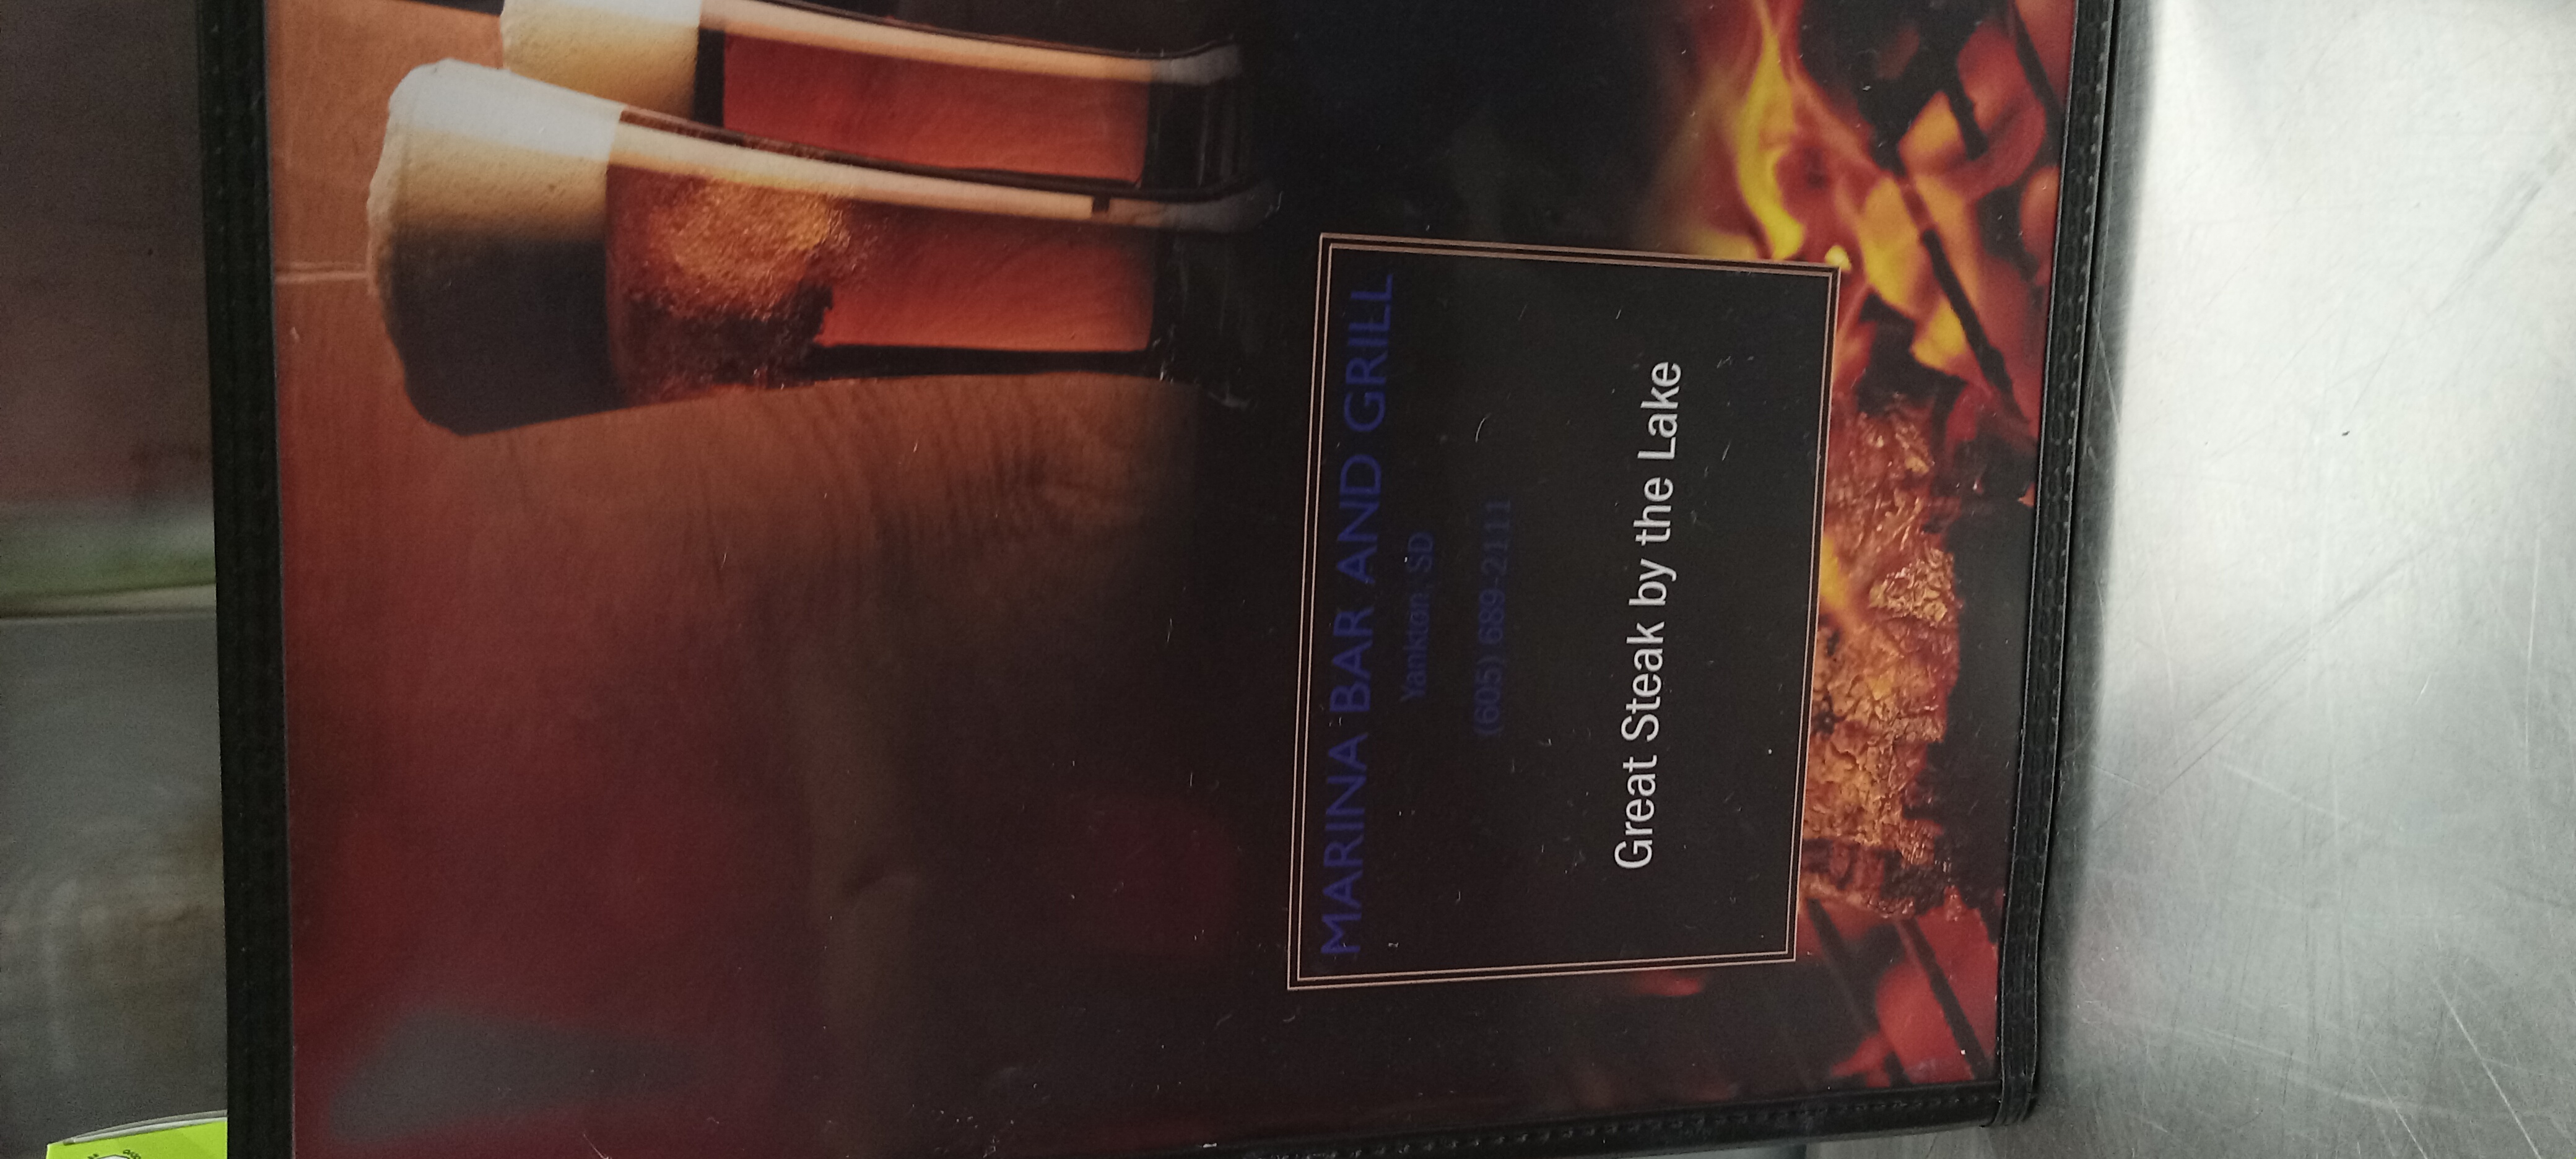 MARINA BAR AND GRILL
Yankton, SD
(605) 689-2111
Great Steak by the Lake